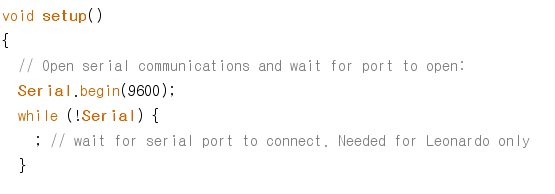 void setup()
{
  // Open serial communications and wait for port to open:
  Serial.begin(9600);
  while (!Serial) {
    ; // wait for serial port to connect. Needed for Leonardo only
  }